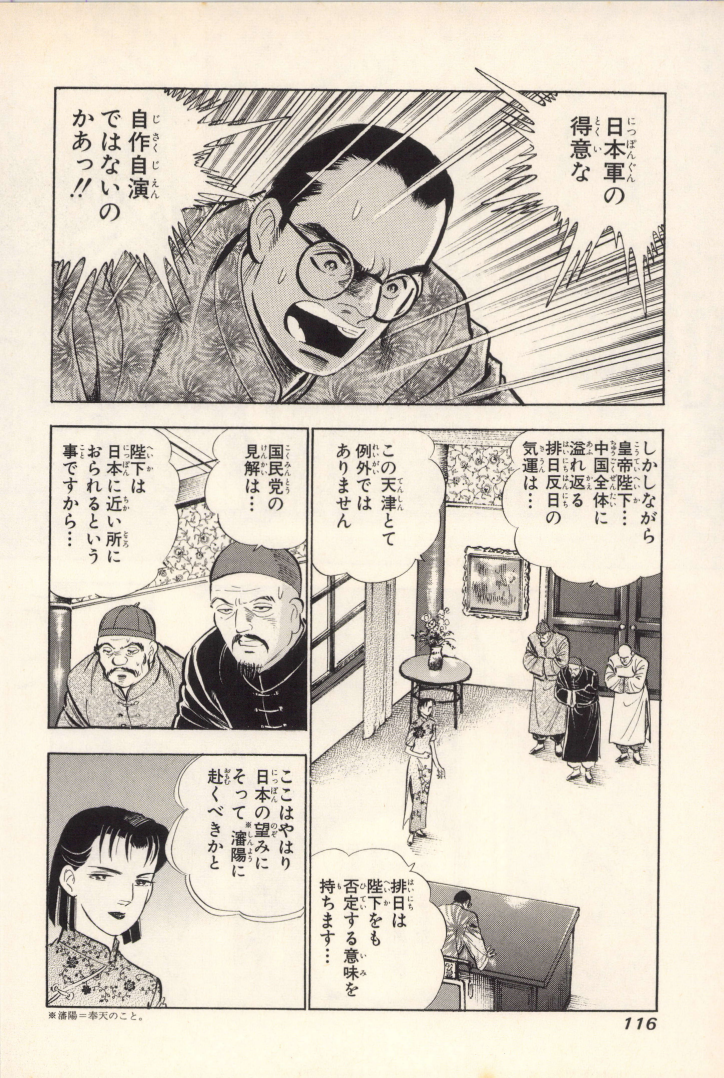 日本軍の
得意な
自作自演
ではないの
かあっ!!
しかしながら
皇帝陛下…
中国全体に
溢れ返る
排日反日の
気運は…
この天津とて
例外では
ありません
排日は
陛下をも
否定する意味を
持ちます…
国民党の
見解は…
陛下は
日本に近い所に
おられるという
事ですから…
ここはやはり
日本の望みに
そって※瀋陽に
赴くべきかと
※瀋陽=奉天のこと。
116